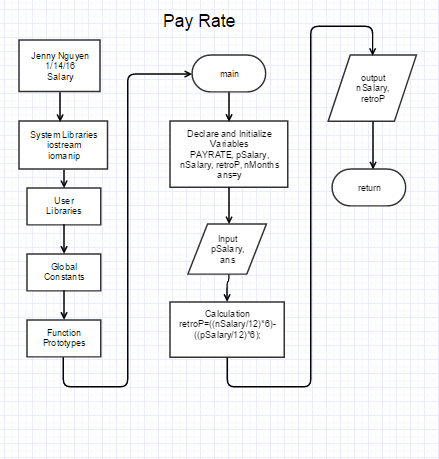 Pay Rate
Jenny Nguyen
1/14/16
Salary
System Libraries
iostream
iomanip
User
Libraries
Global
Constants
Function
Prototypes
main
Declare and Initialize
Variables
PAYRATE, pSalary,
nSalary, retroP, nMonths
ans=y
Input
pSalary,
ans
Calculation
retroP=((nSalary/12)*6)-
((pSalary/12)*6);
output
nSalary,
retroP
return